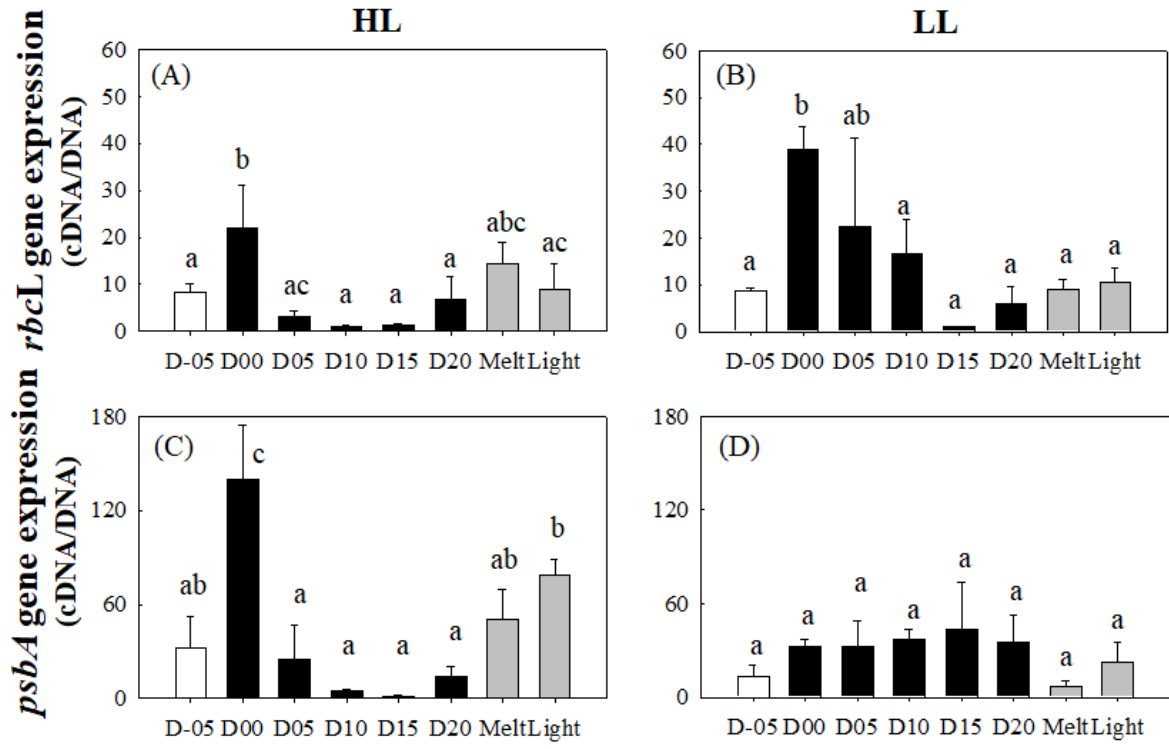 HL
LL
rbcL gene expression
(cDNA/DNA)
60
50
40
30
20
10
0
(A)
a
b
ac
a
a
a
abc
ac
D-05 D00 D05 D10 D15 D20 Melt Light
60
50
40
30
20
10
0
(B)
a
b
ab
a
a
a
a
a
D-05 D00 D05 D10 D15 D20 Melt Light
psbA gene expression
(cDNA/DNA)
180
120
60
0
(C)
ab
c
a
a
a
a
ab
b
D-05 D00 D05 D10 D15 D20 Melt Light
180
120
60
0
(D)
a
a
a
a
a
a
a
a
D-05 D00 D05 D10 D15 D20 Melt Light